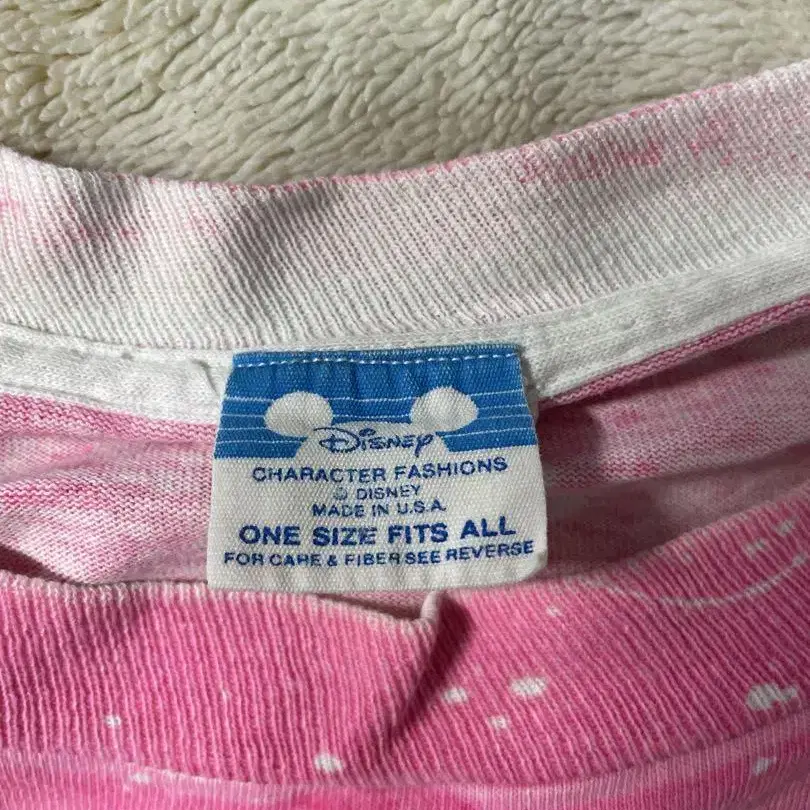 Disney
CHARACTER FASHIONS
© DISNEY
MADE IN U.S.A.
ONE SIZE FITS ALL
FOR CARE & FIBER SEE REVERSE